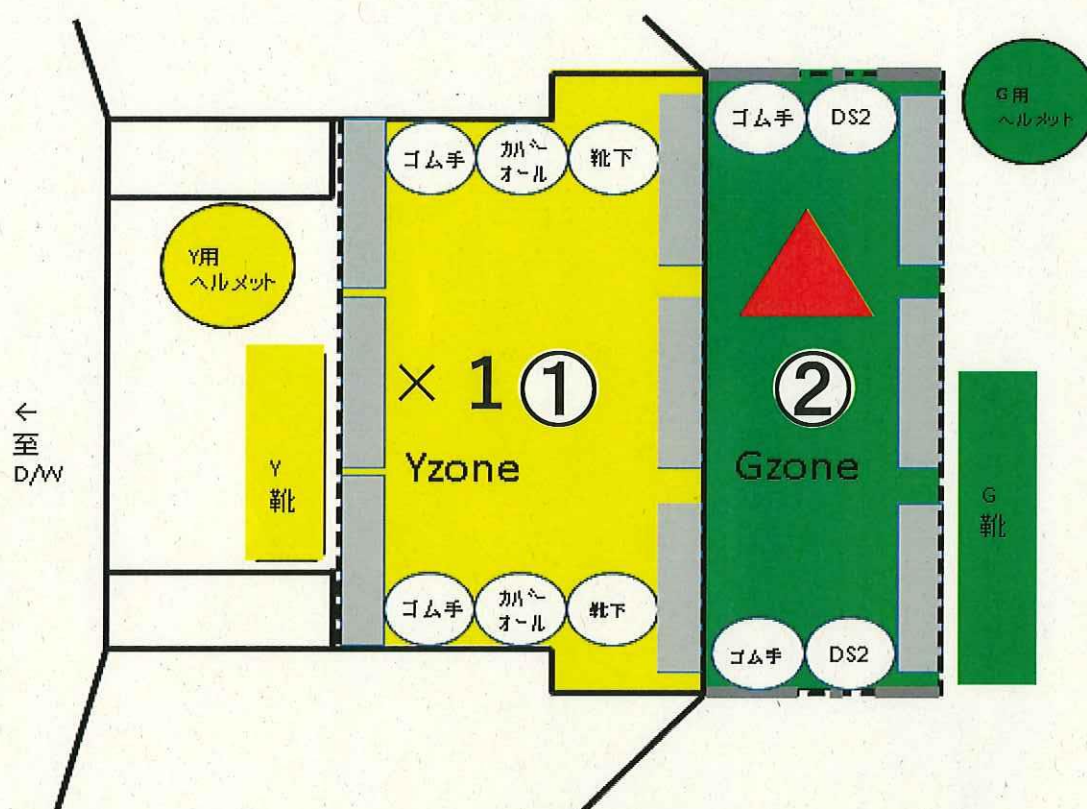 G用
ヘルメット
ゴム手
カバー
オール
靴下
ゴム手
DS2
Y用
ヘルメット
×1①
②
Yzone
Gzone
←
至
D/W
Y
靴
G
靴
ゴム手
カバー
オール
靴下
ゴム手
DS2